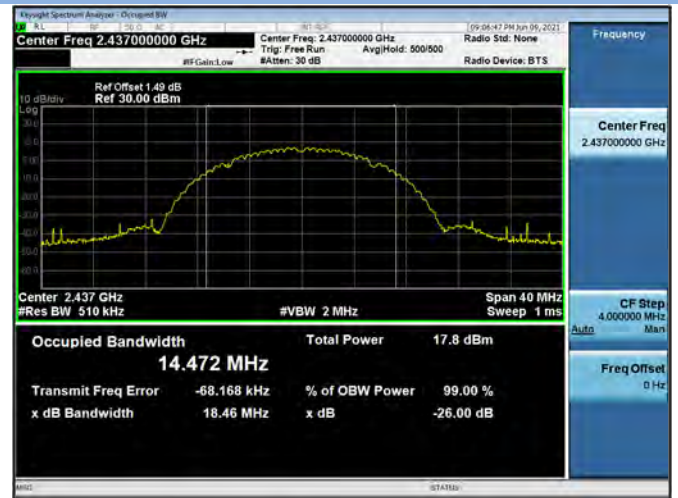 Keysight Spectrum Analyzer - Occupied BW
RL RF 50 Ω AC 09:06:47 PM Jun 09, 2021
Center Freq 2.437000000 GHz
#IFGain:Low
Center Freq: 2.437000000 GHz
Trig: Free Run Avg|Hold: 500/500
#Atten: 30 dB
Radio Std: None
Radio Device: BTS
Ref Offset 1.49 dB
10 dB/div Ref 30.00 dBm
Log
Center 2.437 GHz Span 40 MHz
#Res BW 510 kHz #VBW 2 MHz Sweep 1 ms
Occupied Bandwidth Total Power 17.8 dBm
14.472 MHz
Transmit Freq Error -68.168 kHz % of OBW Power 99.00 %
x dB Bandwidth 18.46 MHz x dB -26.00 dB
MSG STATUS
Frequency
Center Freq
2.437000000 GHz
CF Step
4.000000 MHz
Auto Man
Freq Offset
0 Hz